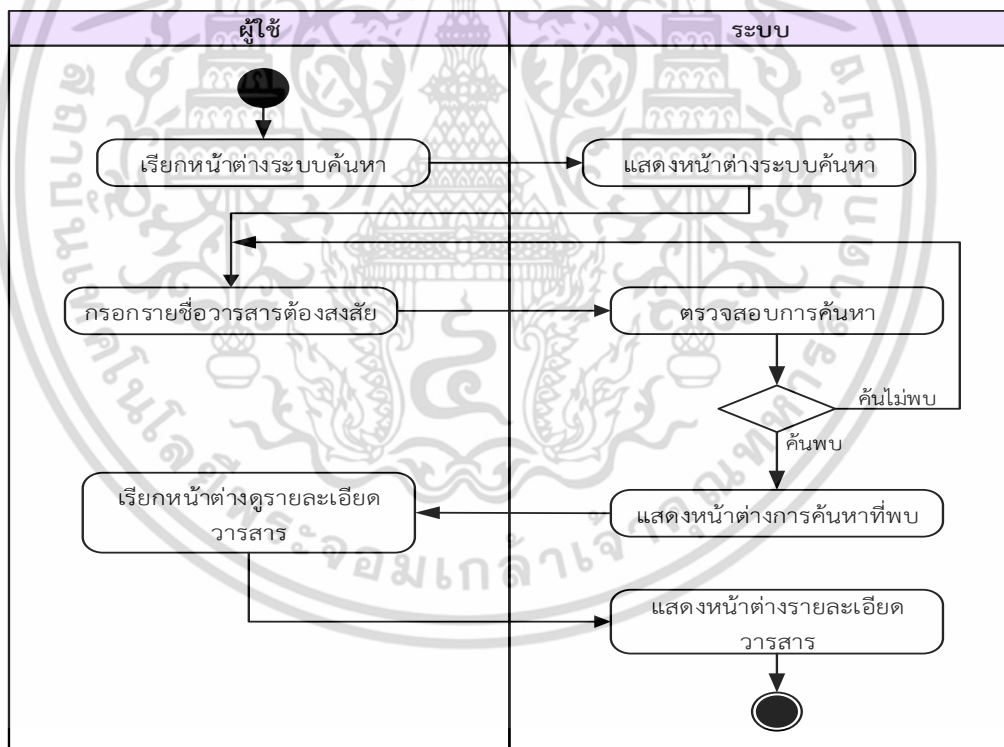 ผู้ใช้
ระบบ
เรียกหน้าต่างระบบค้นหา
แสดงหน้าต่างระบบค้นหา
กรอกรายชื่อวารสารต้องสงสัย
ตรวจสอบการค้นหา
ค้นไม่พบ
ค้นพบ
เรียกหน้าต่างดูรายละเอียด
วารสาร
แสดงหน้าต่างการค้นหาที่พบ
แสดงหน้าต่างรายละเอียด
วารสาร